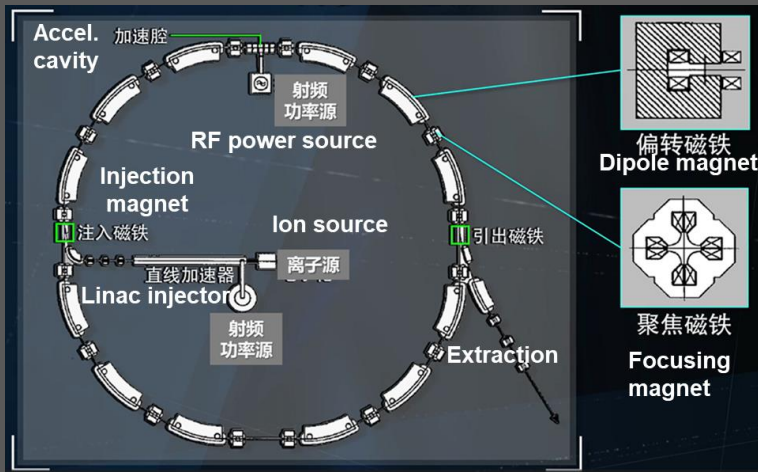 Accel.
cavity
加速腔
射频
功率源
RF power source
Injection
magnet
注入磁铁
Ion source
离子源
直线加速器
Linac injector
射频
功率源
引出磁铁
Extraction
偏转磁铁
Dipole magnet
聚焦磁铁
Focusing
magnet